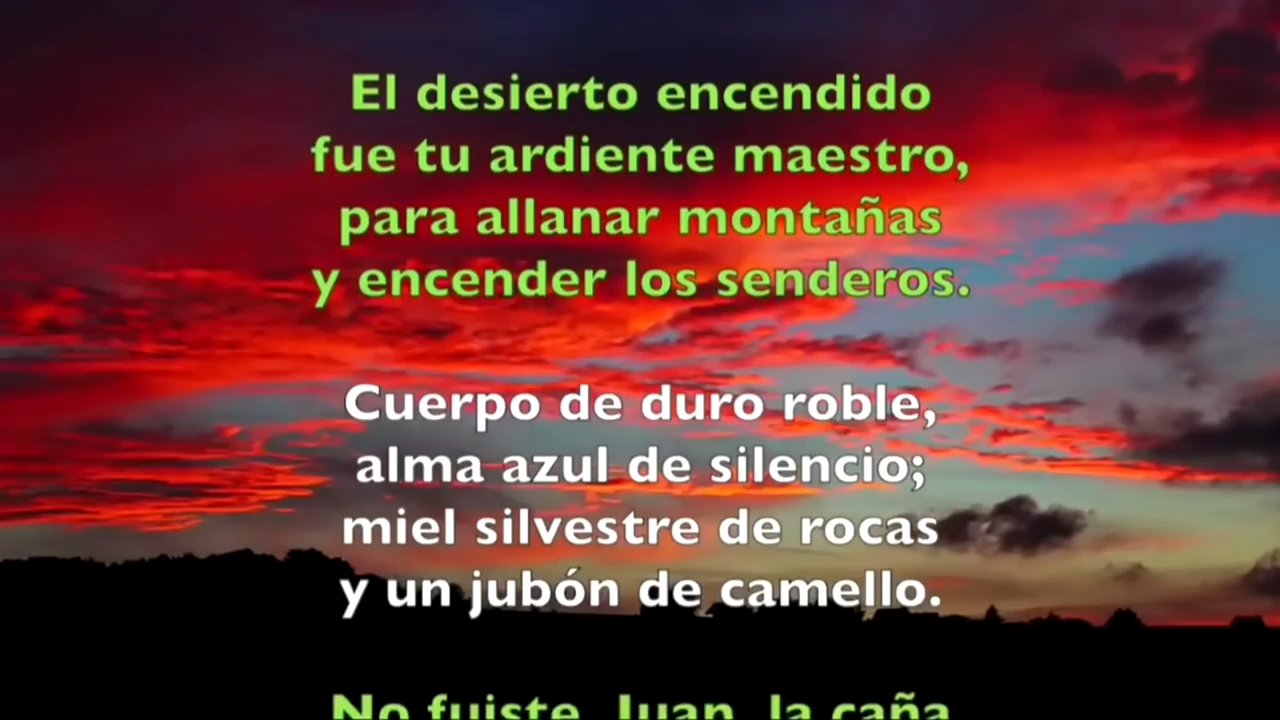 El desierto encendido
fue tu ardiente maestro,
para allanar montañas
y encender los senderos.
Cuerpo de duro roble,
alma azul de silencio;
miel silvestre de rocas
y un jubón de camello.
No fuiste, Juan, la caña